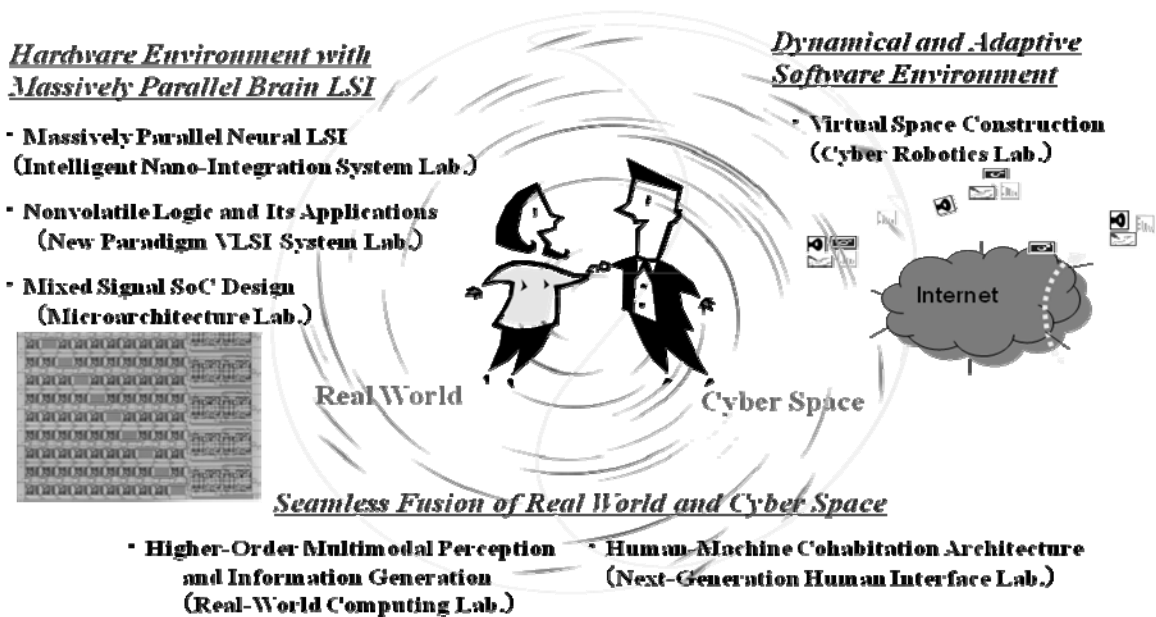 Hardware Environment with
Massively Parallel Brain LSI
・Massively Parallel Neural LSI
(Intelligent Nano-Integration System Lab.)
・Nonvolatile Logic and Its Applications
(New Paradigm VLSI System Lab.)
・Mixed Signal SoC Design
(Microarchitecture Lab.)
Dynamical and Adaptive
Software Environment
・Virtual Space Construction
(Cyber Robotics Lab.)
Internet
Real World
Cyber Space
Seamless Fusion of Real World and Cyber Space
・Higher-Order Multimodal Perception
and Information Generation
(Real-World Computing Lab.)
・Human-Machine Cohabitation Architecture
(Next-Generation Human Interface Lab.)